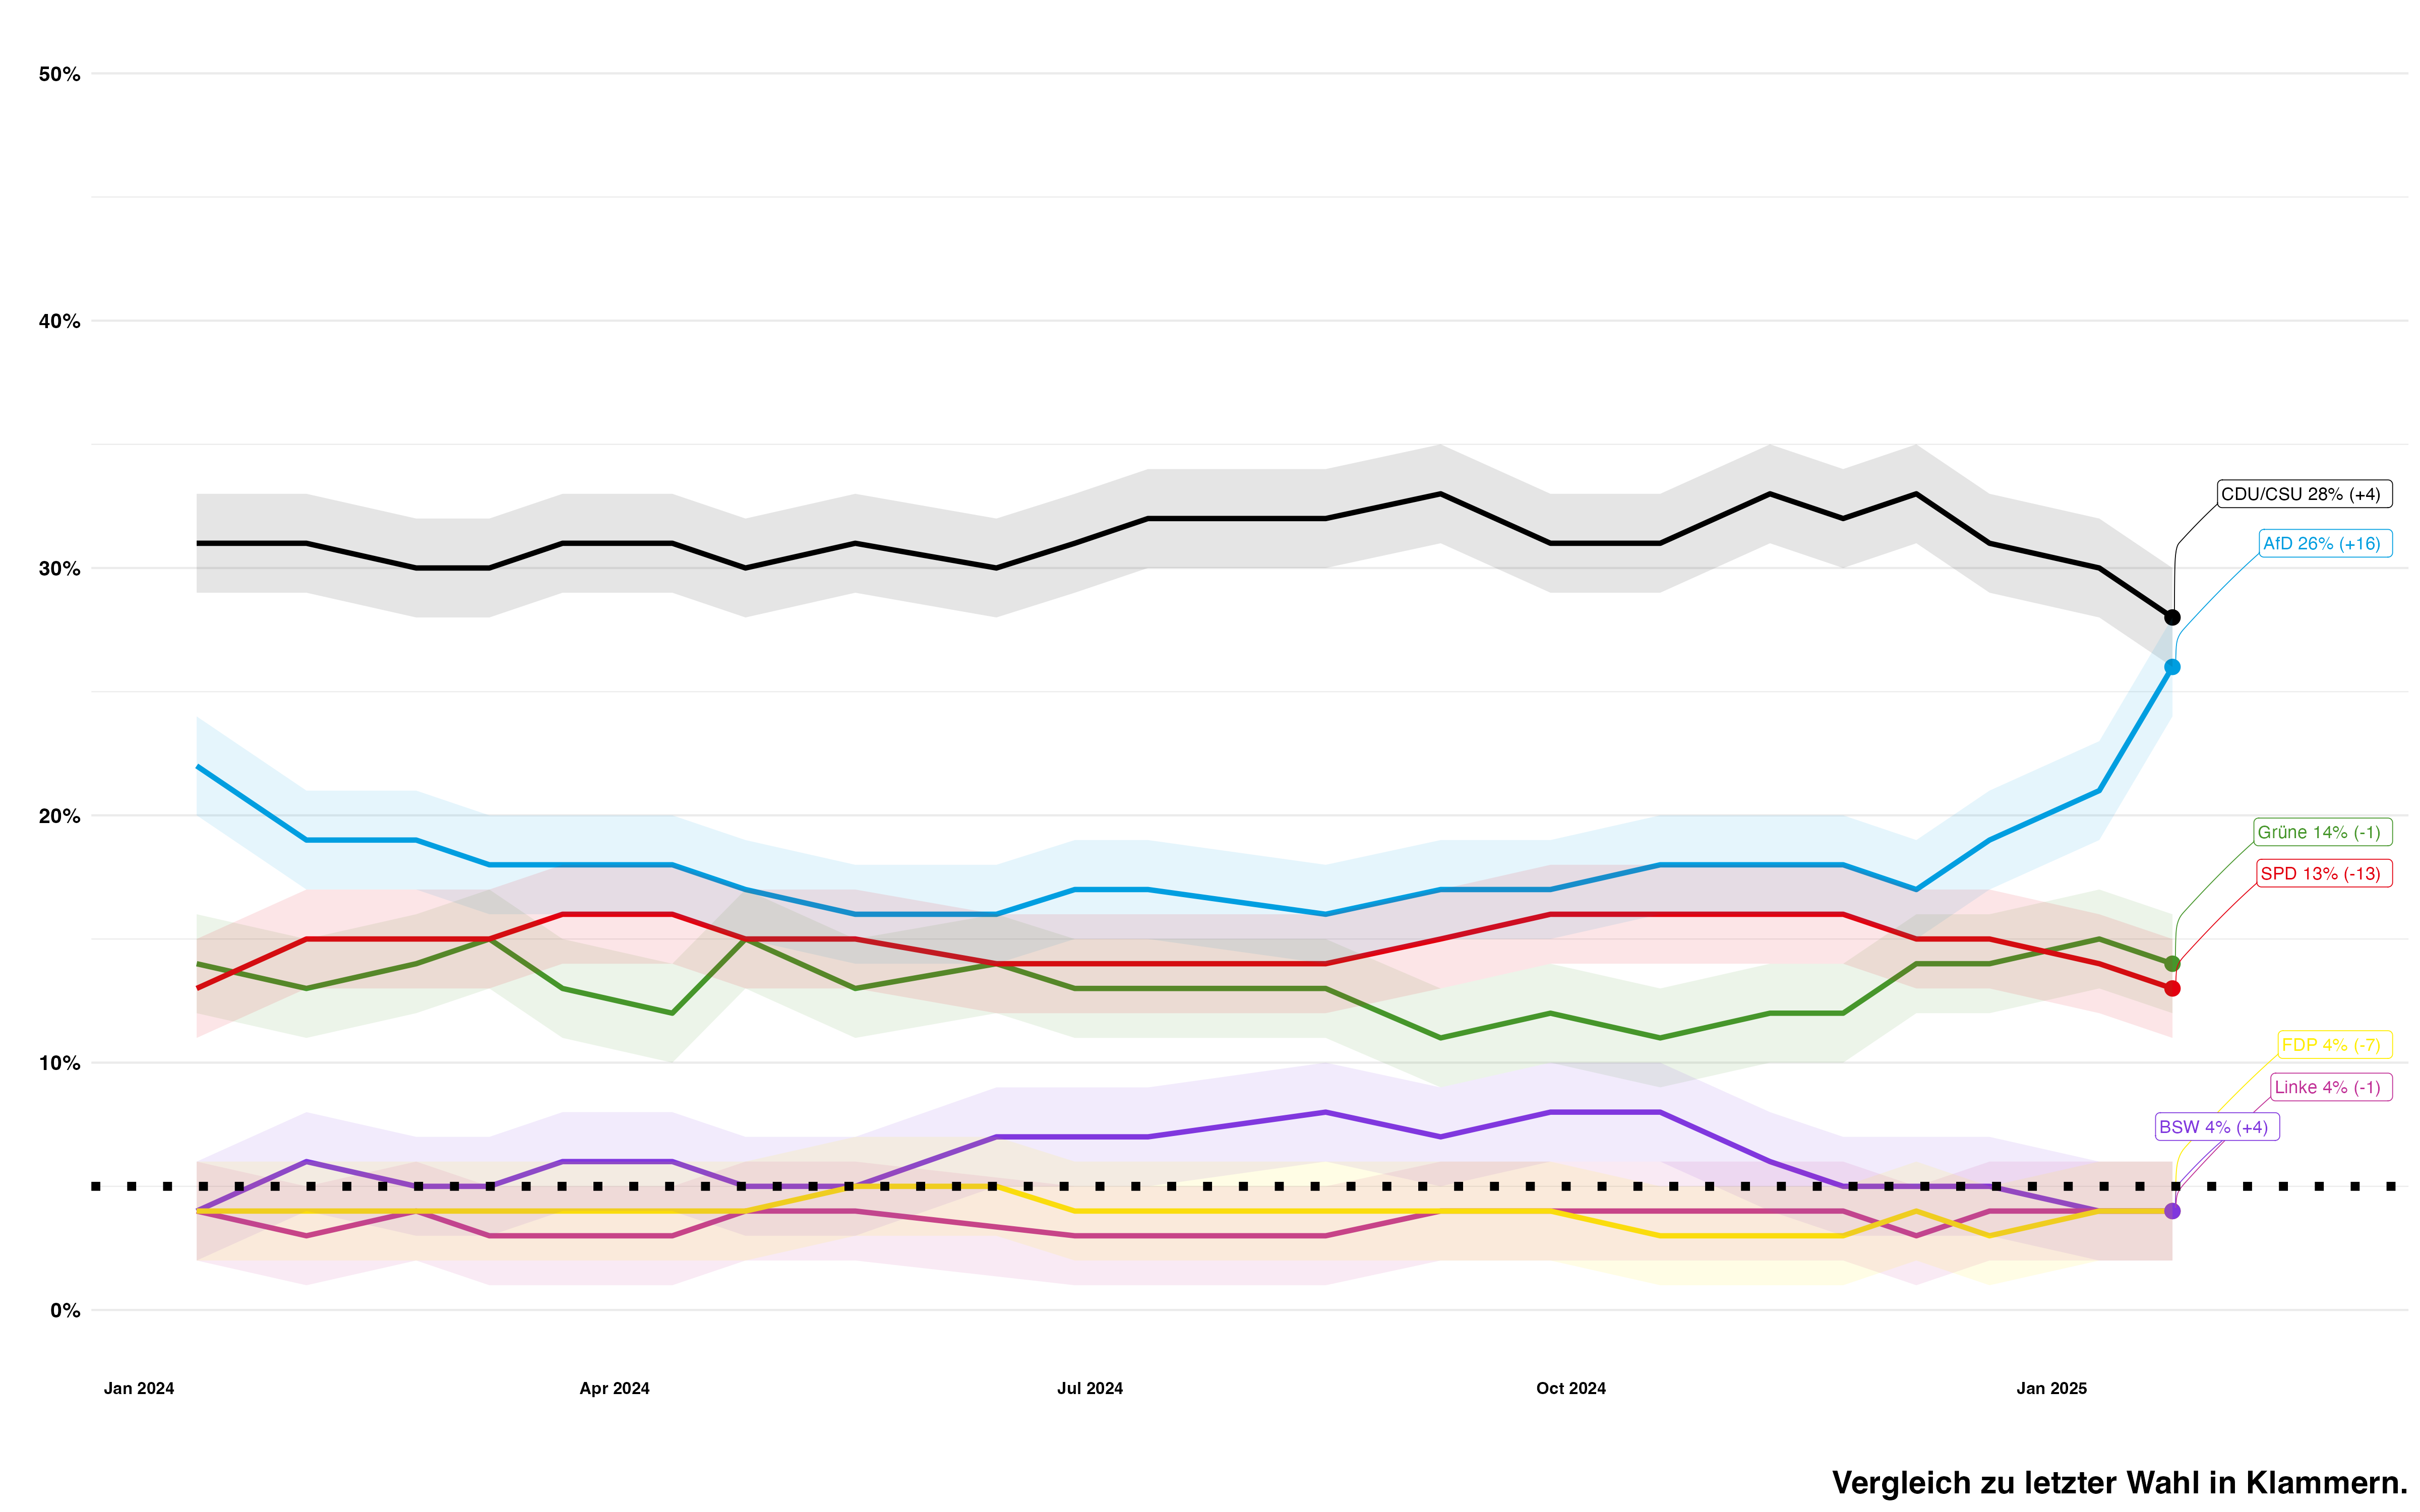 50%
40%
30%
20%
10%
0%
CDU/CSU 28% (+4)
AfD 26% (+16)
Grüne 14% (-1)
SPD 13% (-13)
FDP 4% (-7)
Linke 4% (-1)
BSW 4% (+4)
Jan 2024
Apr 2024
Jul 2024
Oct 2024
Jan 2025
Vergleich zu letzter Wahl in Klammern.